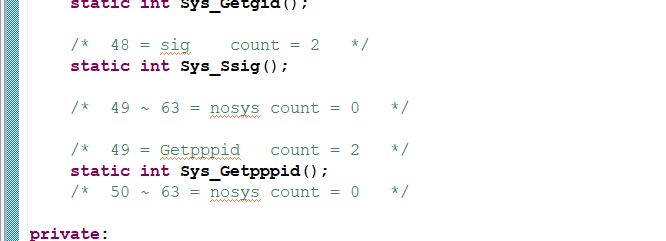 static int Sys_Getgid();
/*  48 = sig    count = 2   */
static int Sys_Ssig();
/*  49 ~ 63 = nosys count = 0   */
/*  49 = Getpppid   count = 2   */
static int Sys_Getpppid();
/*  50 ~ 63 = nosys count = 0   */
private: